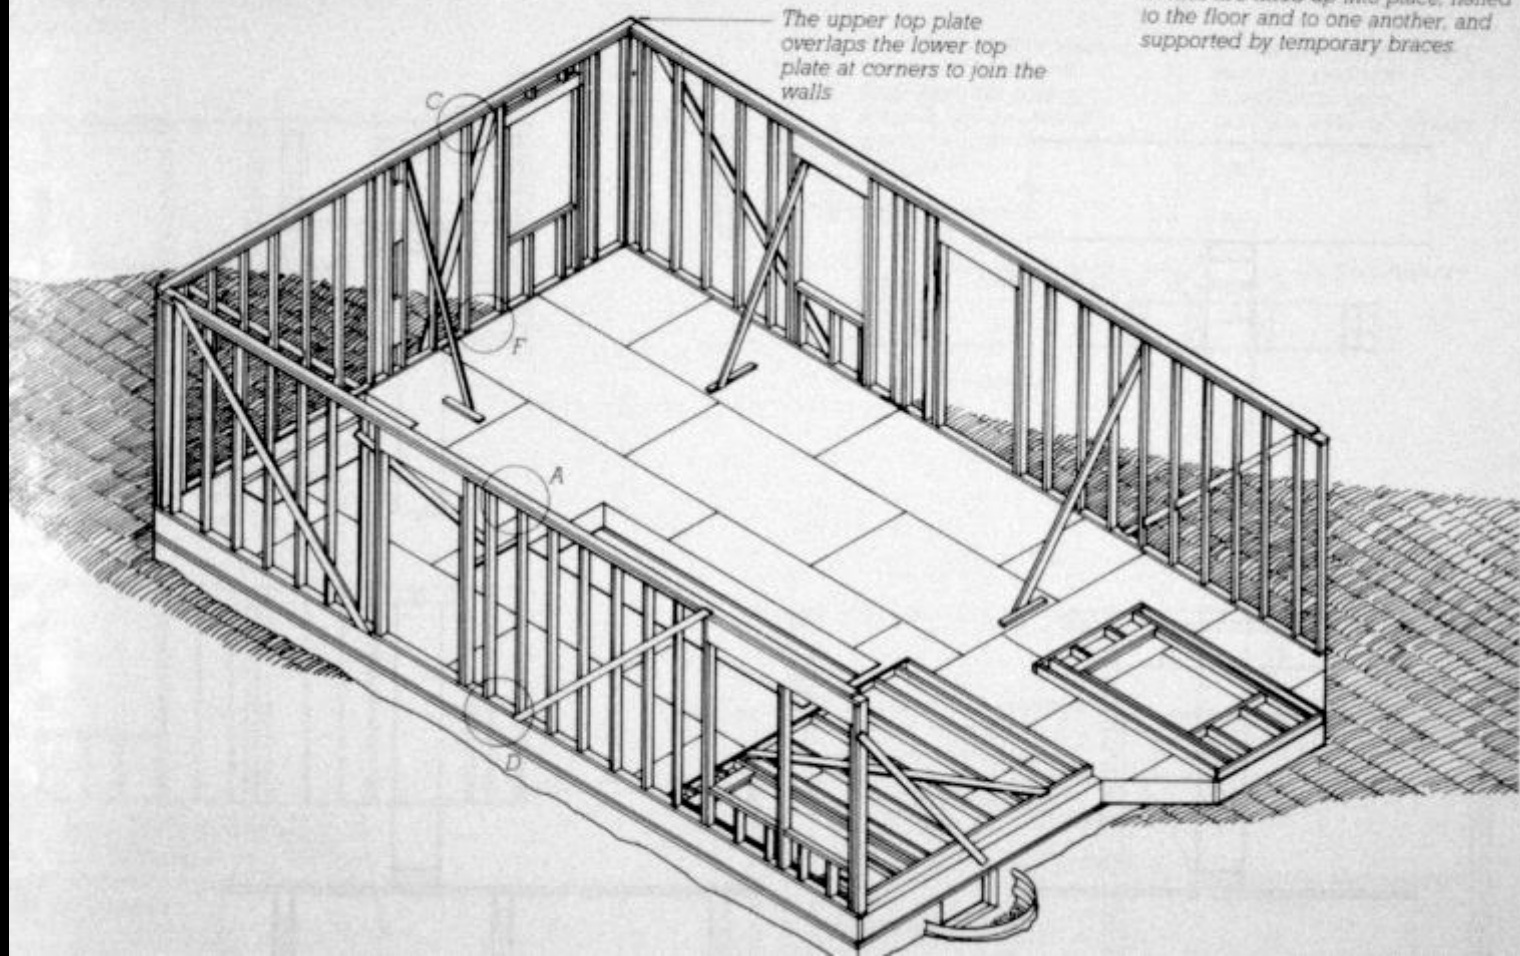 The upper top plate
overlaps the lower top
plate at corners to join the
walls
to the floor and to one another, and
supported by temporary braces.
C
F
A
D